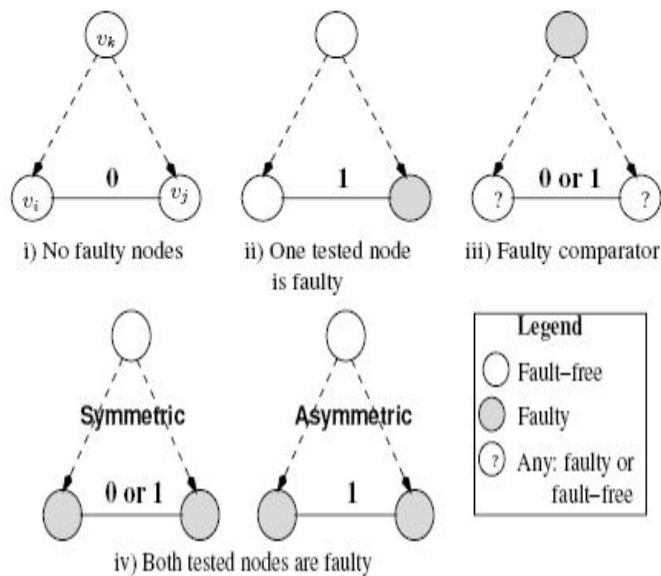 v_k
0
v_i
v_j
i) No faulty nodes
1
ii) One tested node
is faulty
0 or 1
?
?
iii) Faulty comparator
Symmetric
0 or 1
Asymmetric
1
iv) Both tested nodes are faulty
Legend
Fault-free
Faulty
? Any: faulty or
fault-free